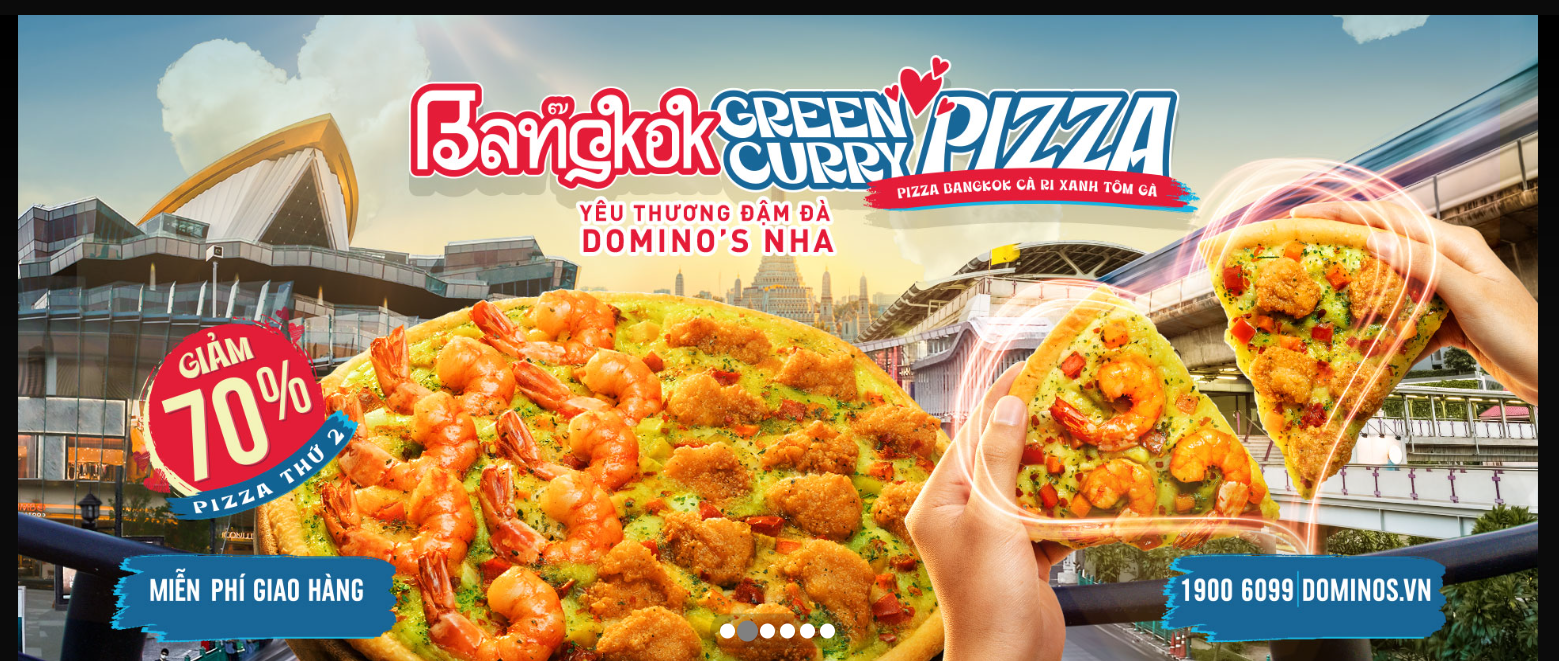 Bangkok GREEN CURRY PIZZA
PIZZA BANGKOK CÀ RI XANH TÔM GÀ
YÊU THƯƠNG ĐẬM ĐÀ
DOMINO'S NHA
GIẢM
70%
PIZZA THỨ 2
MIỄN PHÍ GIAO HÀNG
1900 6099 | DOMINOS.VN